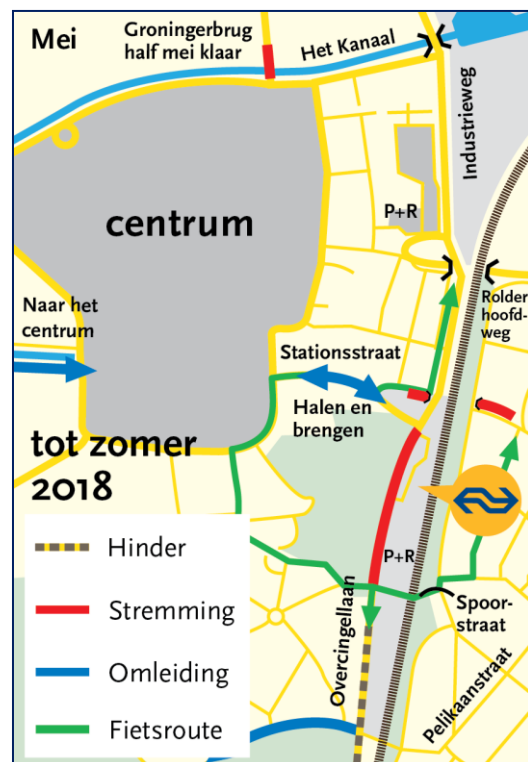 Mei
Groningerbrug
half mei klaar
Het Kanaal
Industrieweg
P+R
centrum
Naar het
centrum
Rolder
hoofd-
weg
Stationsstraat
Halen en
brengen
tot zomer
2018
Hinder
Stremming
Omleiding
Fietsroute
P+R
Overcingellaan
Spoor-
straat
Pelikaanstraat